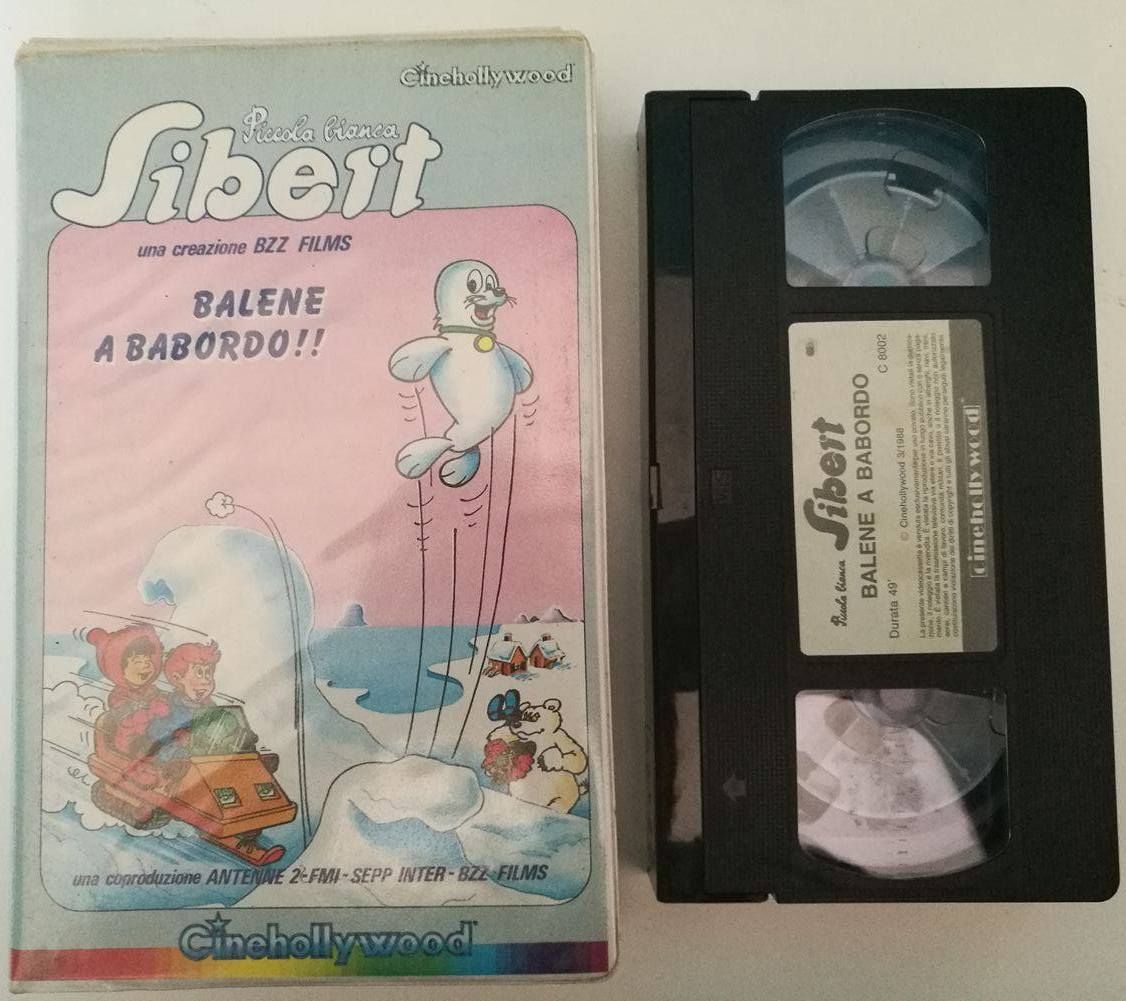 Cinehollywood
Piccola bianca
Sibert
una creazione BZZ FILMS
BALENE
A BABORDO!!
una coproduzione ANTENNE 2-FMI-SEPP INTER-BZZ FILMS
Cinehollywood
VHS
Piccola bianca Sibert
BALENE A BABORDO
Durata 49' C 8002
© Cinehollywood 3/1988
cinehollywood